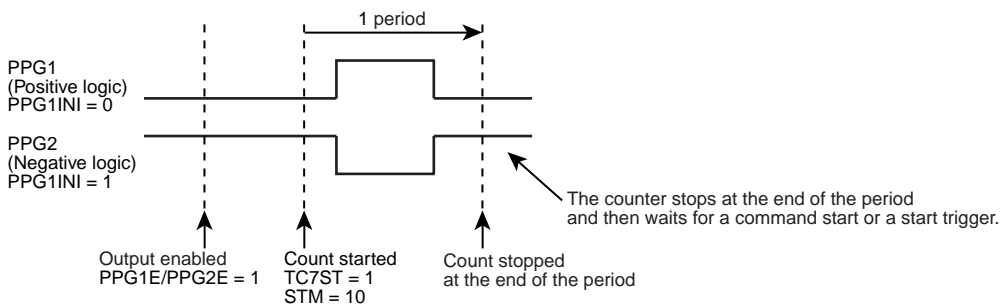 1 period
PPG1
(Positive logic)
PPG1INI = 0
PPG2
(Negative logic)
PPG1INI = 1
The counter stops at the end of the period
and then waits for a command start or a start trigger.
Output enabled
PPG1E/PPG2E = 1
Count started
TC7ST = 1
STM = 10
Count stopped
at the end of the period